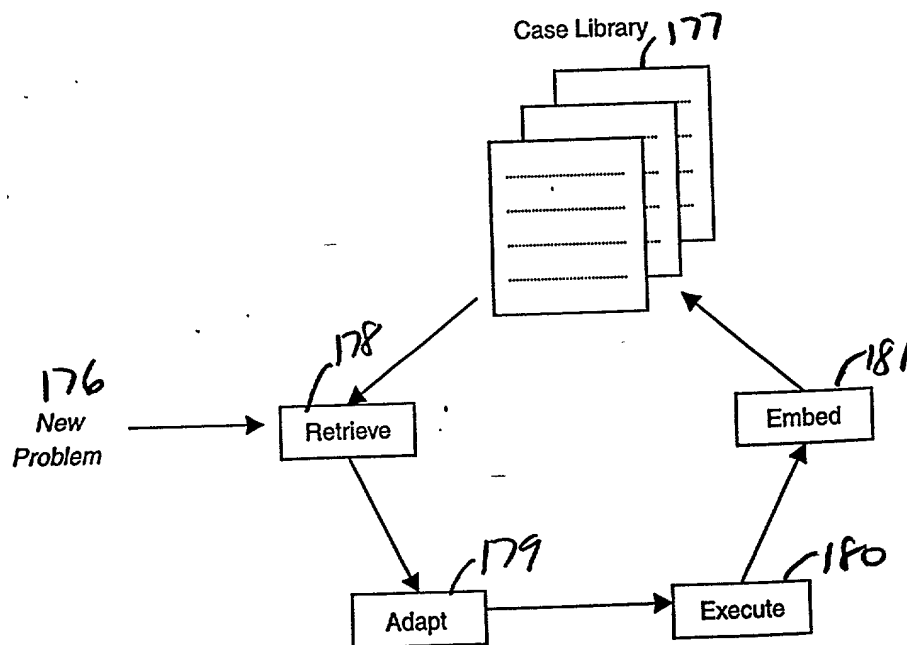 Case Library
177
178
176
New
Problem
Retrieve
181
Embed
179
Adapt
180
Execute